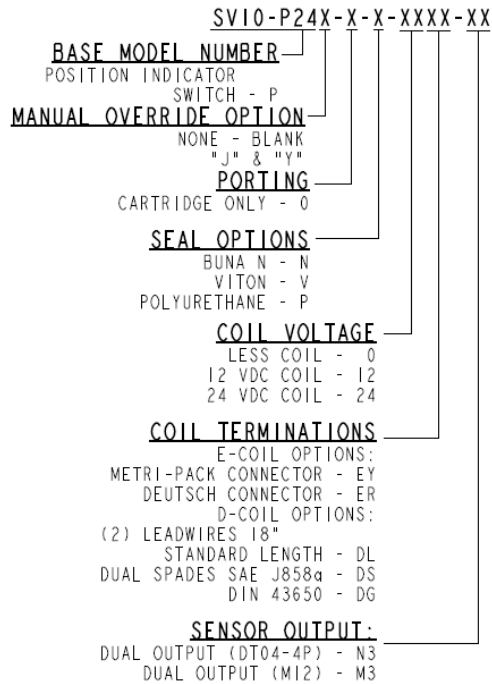 SV10-P24X-X-X-XXXX-XX
BASE MODEL NUMBER
POSITION INDICATOR
SWITCH - P
MANUAL OVERRIDE OPTION
NONE - BLANK
"J" & "Y"
PORTING
CARTRIDGE ONLY - 0
SEAL OPTIONS
BUNA N - N
VITON - V
POLYURETHANE - P
COIL VOLTAGE
LESS COIL - 0
12 VDC COIL - 12
24 VDC COIL - 24
COIL TERMINATIONS
E-COIL OPTIONS:
METRI-PACK CONNECTOR - EY
DEUTSCH CONNECTOR - ER
D-COIL OPTIONS:
(2) LEADWIRES 18"
STANDARD LENGTH - DL
DUAL SPADES SAE J858a - DS
DIN 43650 - DG
SENSOR OUTPUT:
DUAL OUTPUT (DT04-4P) - N3
DUAL OUTPUT (M12) - M3